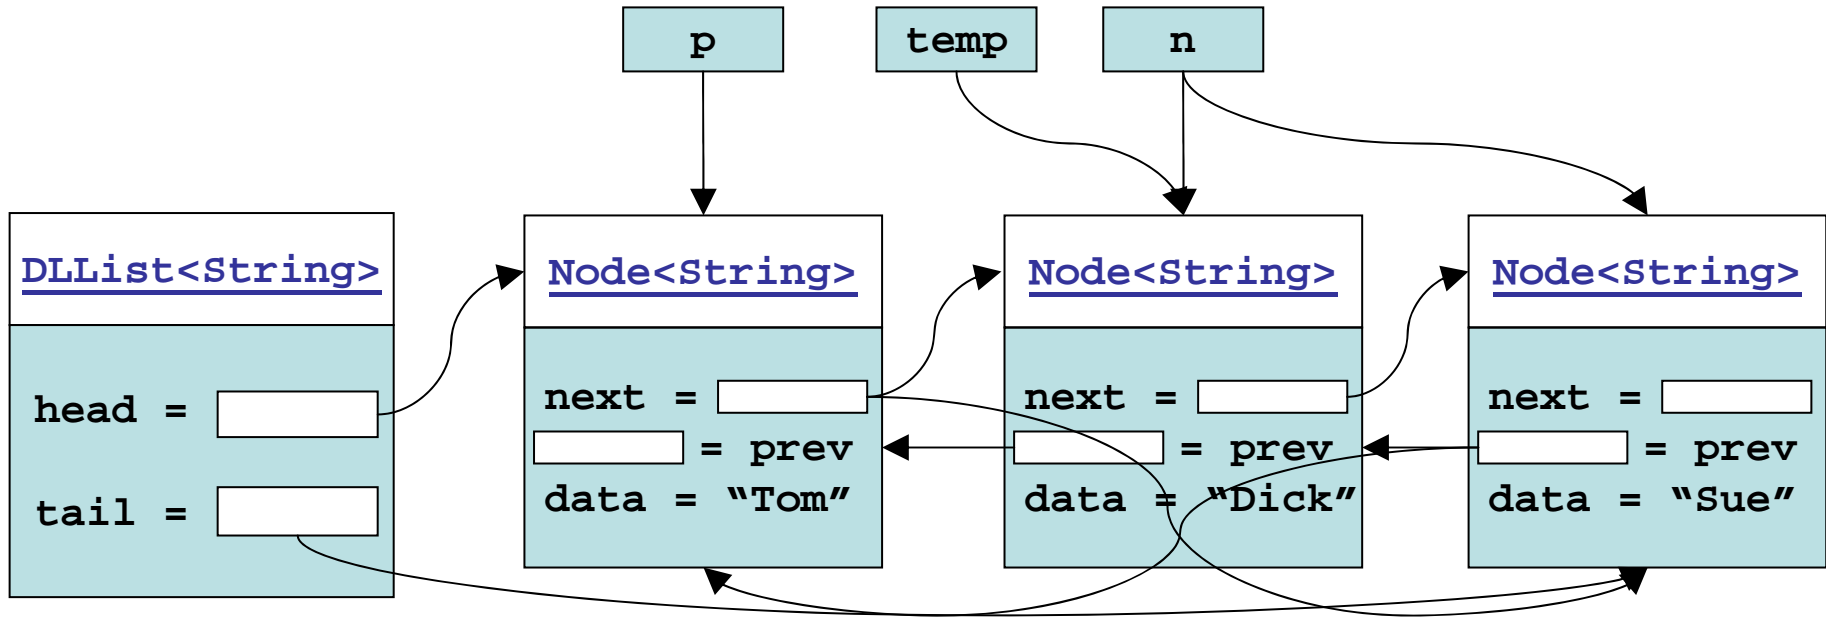 p
temp
n
DLList<String>
head =
tail =
Node<String>
next =
= prev
data = “Tom”
Node<String>
next =
= prev
data = “Dick”
Node<String>
next =
= prev
data = “Sue”